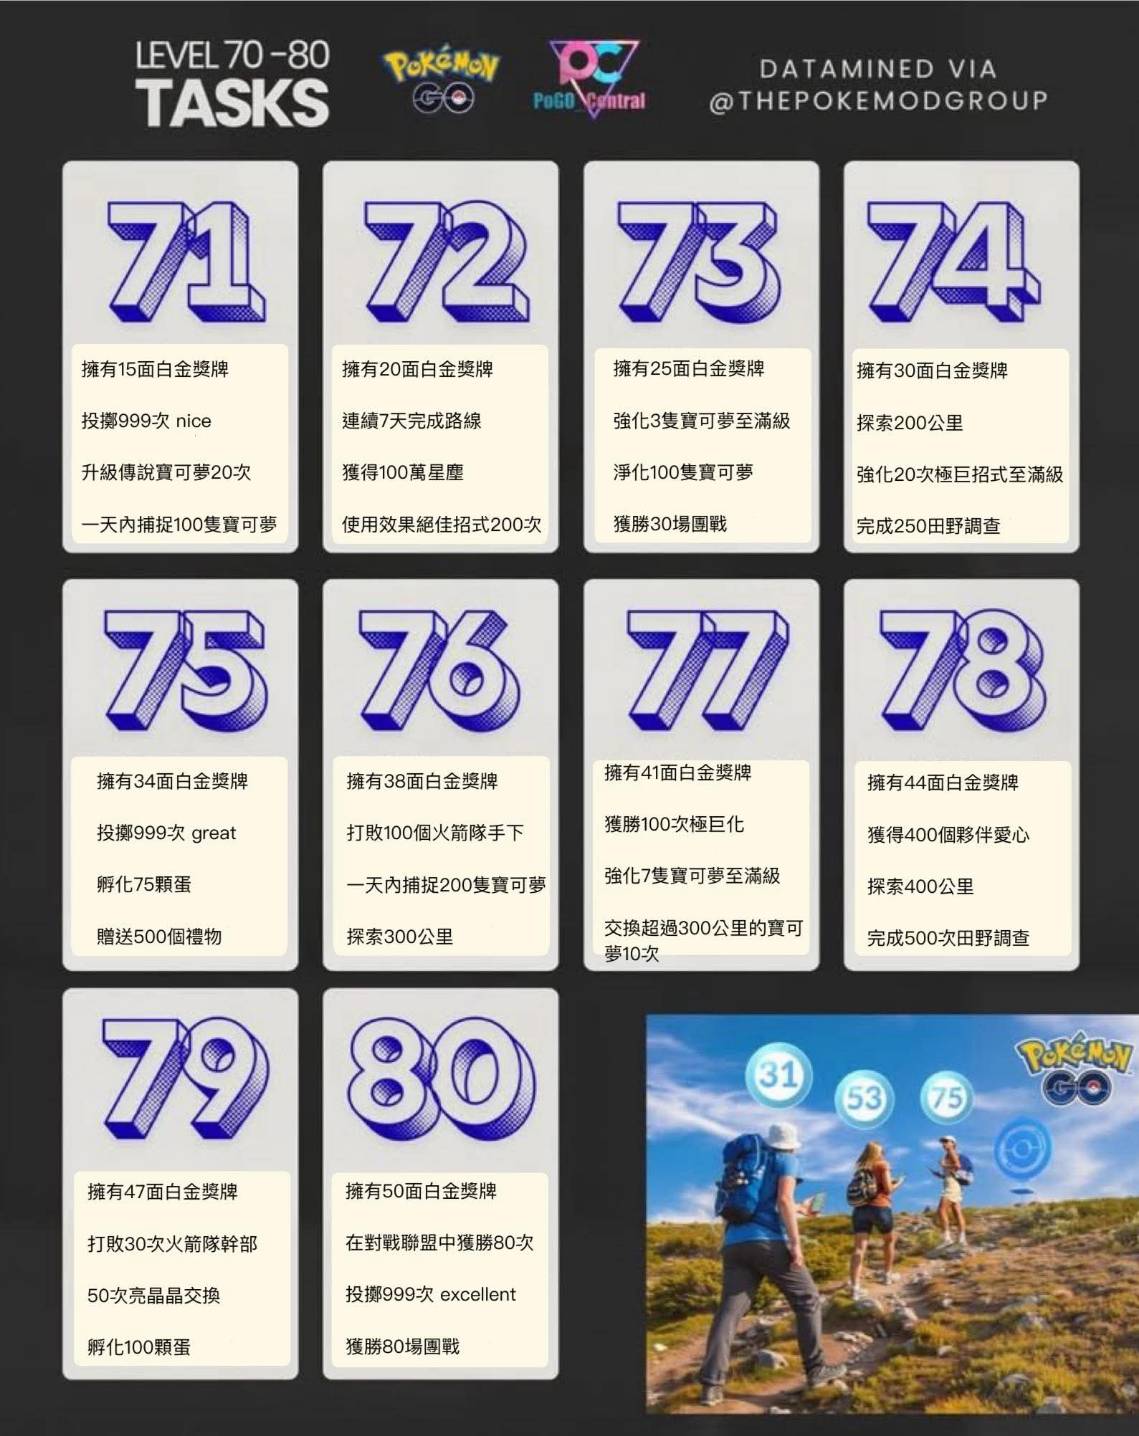 LEVEL 70 -80
TASKS
Pokémon
GO
PC
PoGO Central
DATAMINED VIA
@THEPOKEMODGROUP
71
擁有15面白金獎牌
投擲999次 nice
升級傳說寶可夢20次
一天內捕捉100隻寶可夢
72
擁有20面白金獎牌
連續7天完成路線
獲得100萬星塵
使用效果絕佳招式200次
73
擁有25面白金獎牌
強化3隻寶可夢至滿級
淨化100隻寶可夢
獲勝30場團戰
74
擁有30面白金獎牌
探索200公里
強化20次極巨招式至滿級
完成250田野調查
75
擁有34面白金獎牌
投擲999次 great
孵化75顆蛋
贈送500個禮物
76
擁有38面白金獎牌
打敗100個火箭隊手下
一天內捕捉200隻寶可夢
探索300公里
77
擁有41面白金獎牌
獲勝100次極巨化
強化7隻寶可夢至滿級
交換超過300公里的寶可
夢10次
78
擁有44面白金獎牌
獲得400個夥伴愛心
探索400公里
完成500次田野調查
79
擁有47面白金獎牌
打敗30次火箭隊幹部
50次亮晶晶交換
孵化100顆蛋
80
擁有50面白金獎牌
在對戰聯盟中獲勝80次
投擲999次 excellent
獲勝80場團戰
Pokémon
GO
31
53
75